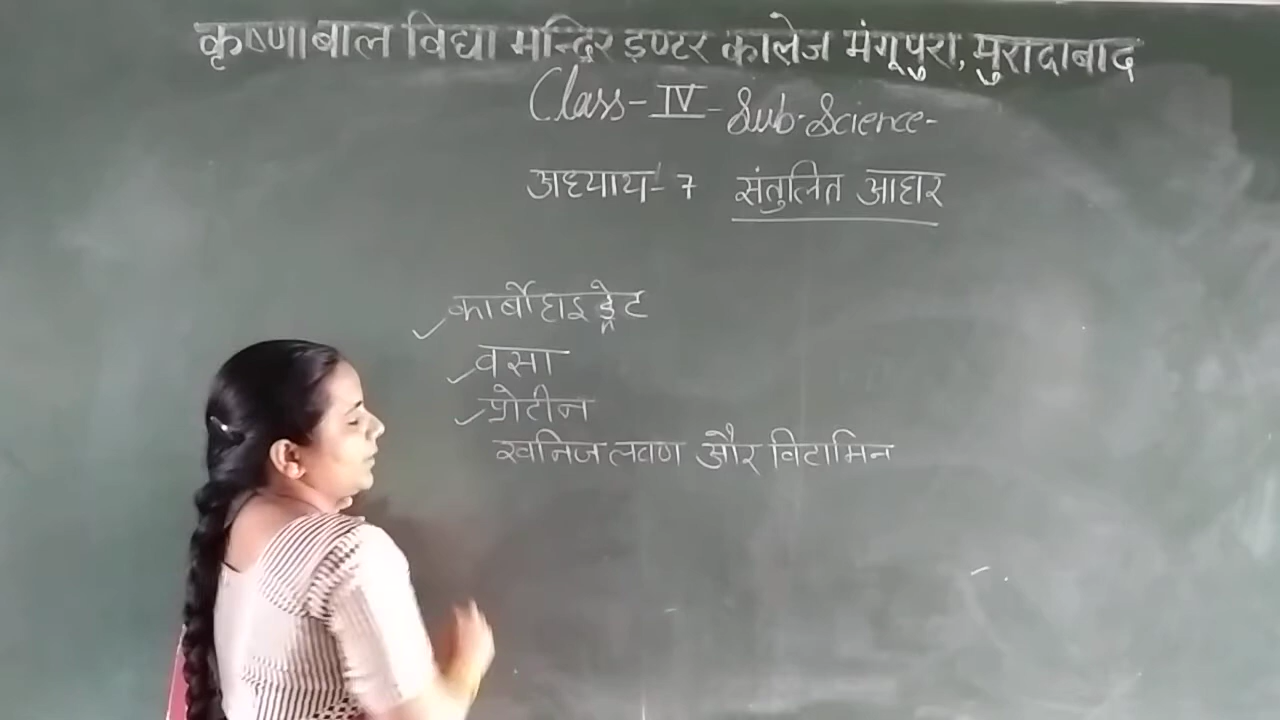 कृष्णा बाल विद्या मन्दिर इण्टर कालेज मंगूपुरा, मुरादाबाद
Class - IV - Sub-Science-
अध्याय - 7 संतुलित आहार
कार्बोहाइड्रेट
वसा
प्रोटीन
खनिज लवण और विटामिन